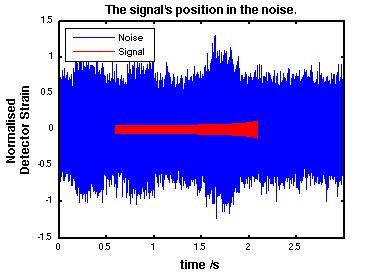 The signal's position in the noise.
Noise
Signal
Normalised
Detector Strain
1.5
1
0.5
0
-0.5
-1
-1.5
0 0.5 1 1.5 2 2.5
time /s